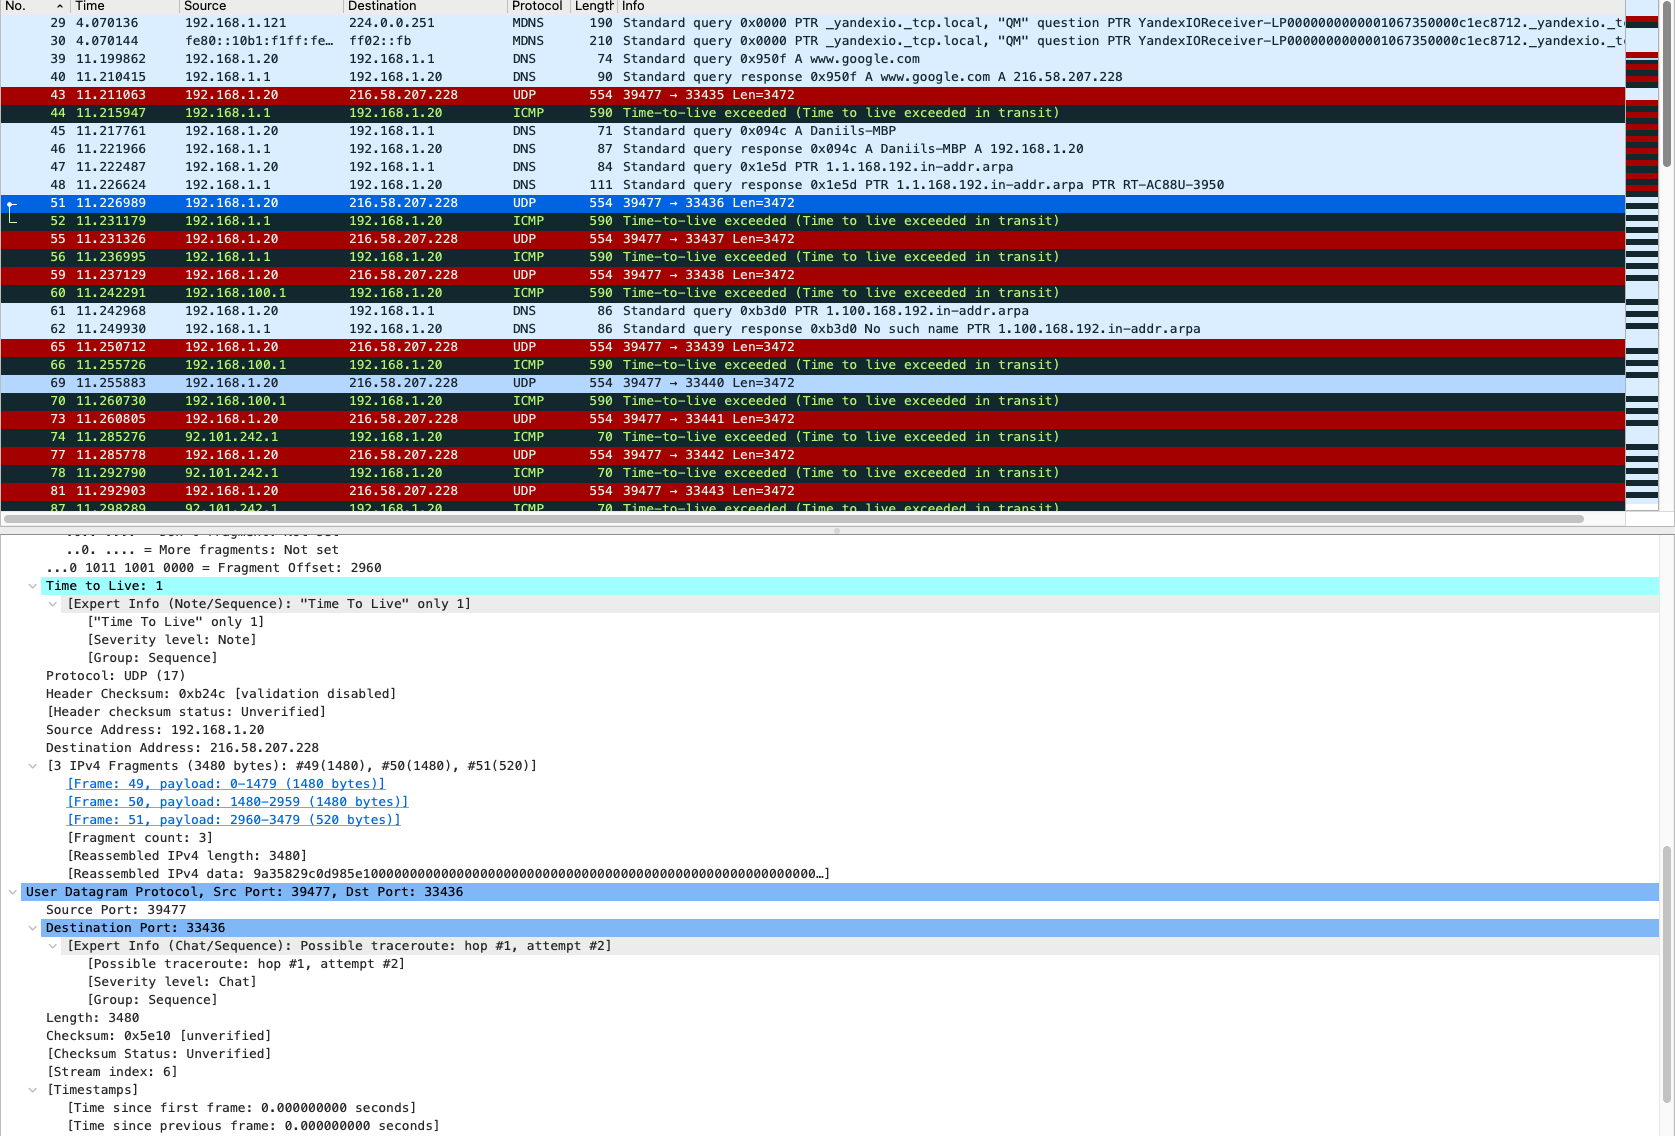 No. Time Source Destination Protocol Length Info
29 4.070136 192.168.1.121 224.0.0.251 MDNS 190 Standard query 0x0000 PTR _yandexio._tcp.local, "QM" question PTR YandexIOReceiver-LP0000000000001067350000c1ec8712._yandexio._t
30 4.070144 fe80::10b1:f1ff:fe… ff02::fb MDNS 210 Standard query 0x0000 PTR _yandexio._tcp.local, "QM" question PTR YandexIOReceiver-LP0000000000001067350000c1ec8712._yandexio._t
39 11.199862 192.168.1.20 192.168.1.1 DNS 74 Standard query 0x950f A www.google.com
40 11.210415 192.168.1.1 192.168.1.20 DNS 90 Standard query response 0x950f A www.google.com A 216.58.207.228
43 11.211063 192.168.1.20 216.58.207.228 UDP 554 39477 → 33435 Len=3472
44 11.215947 192.168.1.1 192.168.1.20 ICMP 590 Time-to-live exceeded (Time to live exceeded in transit)
45 11.217761 192.168.1.20 192.168.1.1 DNS 71 Standard query 0x094c A Daniils-MBP
46 11.221966 192.168.1.1 192.168.1.20 DNS 87 Standard query response 0x094c A Daniils-MBP A 192.168.1.20
47 11.222487 192.168.1.20 192.168.1.1 DNS 84 Standard query 0x1e5d PTR 1.1.168.192.in-addr.arpa
48 11.226624 192.168.1.1 192.168.1.20 DNS 111 Standard query response 0x1e5d PTR 1.1.168.192.in-addr.arpa PTR RT-AC88U-3950
51 11.226989 192.168.1.20 216.58.207.228 UDP 554 39477 → 33436 Len=3472
52 11.231179 192.168.1.1 192.168.1.20 ICMP 590 Time-to-live exceeded (Time to live exceeded in transit)
55 11.231326 192.168.1.20 216.58.207.228 UDP 554 39477 → 33437 Len=3472
56 11.236995 192.168.1.1 192.168.1.20 ICMP 590 Time-to-live exceeded (Time to live exceeded in transit)
59 11.237129 192.168.1.20 216.58.207.228 UDP 554 39477 → 33438 Len=3472
60 11.242291 192.168.100.1 192.168.1.20 ICMP 590 Time-to-live exceeded (Time to live exceeded in transit)
61 11.242968 192.168.1.20 192.168.1.1 DNS 86 Standard query 0xb3d0 PTR 1.100.168.192.in-addr.arpa
62 11.249930 192.168.1.1 192.168.1.20 DNS 86 Standard query response 0xb3d0 No such name PTR 1.100.168.192.in-addr.arpa
65 11.250712 192.168.1.20 216.58.207.228 UDP 554 39477 → 33439 Len=3472
66 11.255726 192.168.100.1 192.168.1.20 ICMP 590 Time-to-live exceeded (Time to live exceeded in transit)
69 11.255883 192.168.1.20 216.58.207.228 UDP 554 39477 → 33440 Len=3472
70 11.260730 192.168.100.1 192.168.1.20 ICMP 590 Time-to-live exceeded (Time to live exceeded in transit)
73 11.260805 192.168.1.20 216.58.207.228 UDP 554 39477 → 33441 Len=3472
74 11.285276 92.101.242.1 192.168.1.20 ICMP 70 Time-to-live exceeded (Time to live exceeded in transit)
77 11.285778 192.168.1.20 216.58.207.228 UDP 554 39477 → 33442 Len=3472
78 11.292790 92.101.242.1 192.168.1.20 ICMP 70 Time-to-live exceeded (Time to live exceeded in transit)
81 11.292903 192.168.1.20 216.58.207.228 UDP 554 39477 → 33443 Len=3472
87 11.298289 92.101.242.1 192.168.1.20 ICMP 70 Time-to-live exceeded (Time to live exceeded in transit)
..0. .... = More fragments: Not set
...0 1011 1001 0000 = Fragment Offset: 2960
Time to Live: 1
[Expert Info (Note/Sequence): "Time To Live" only 1]
["Time To Live" only 1]
[Severity level: Note]
[Group: Sequence]
Protocol: UDP (17)
Header Checksum: 0xb24c [validation disabled]
[Header checksum status: Unverified]
Source Address: 192.168.1.20
Destination Address: 216.58.207.228
[3 IPv4 Fragments (3480 bytes): #49(1480), #50(1480), #51(520)]
[Frame: 49, payload: 0-1479 (1480 bytes)]
[Frame: 50, payload: 1480-2959 (1480 bytes)]
[Frame: 51, payload: 2960-3479 (520 bytes)]
[Fragment count: 3]
[Reassembled IPv4 length: 3480]
[Reassembled IPv4 data: 9a35829c0d985e10000000000000000000000000000000000000000000000000000000000…]
User Datagram Protocol, Src Port: 39477, Dst Port: 33436
Source Port: 39477
Destination Port: 33436
[Expert Info (Chat/Sequence): Possible traceroute: hop #1, attempt #2]
[Possible traceroute: hop #1, attempt #2]
[Severity level: Chat]
[Group: Sequence]
Length: 3480
Checksum: 0x5e10 [unverified]
[Checksum Status: Unverified]
[Stream index: 6]
[Timestamps]
[Time since first frame: 0.000000000 seconds]
[Time since previous frame: 0.000000000 seconds]